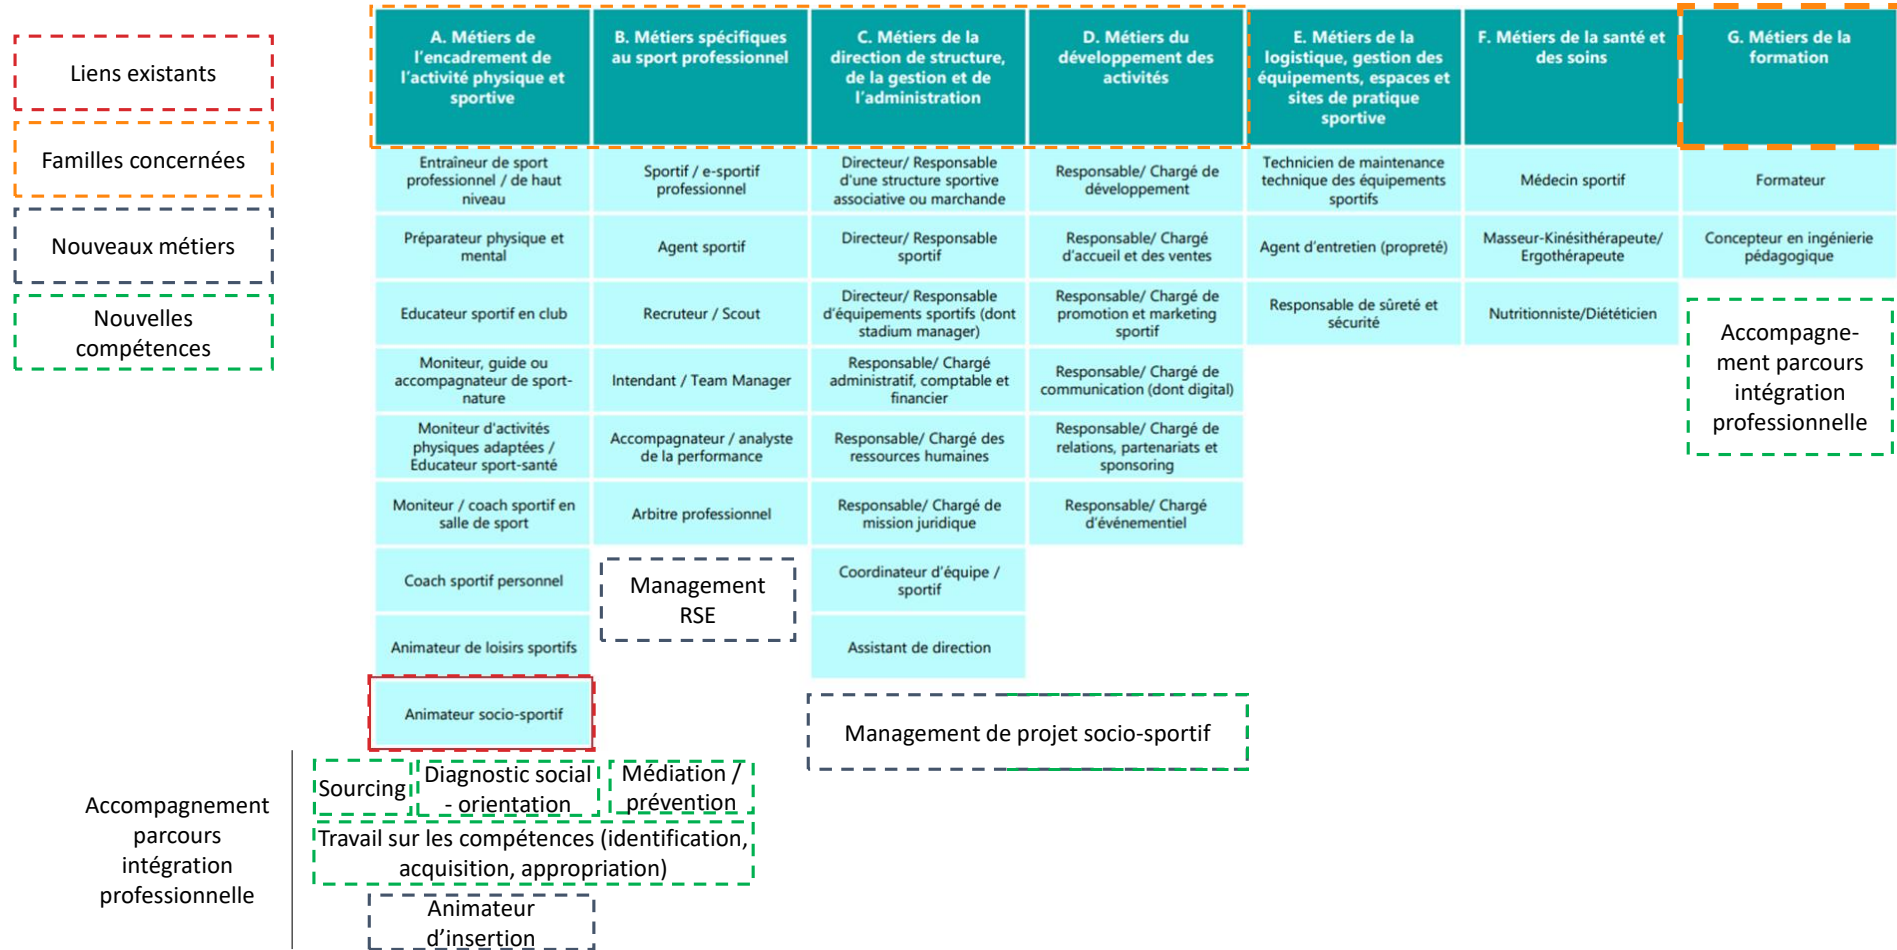 Liens existants
Familles concernées
Nouveaux métiers
Nouvelles
compétences
A. Métiers de
l'encadrement de
l'activité physique et
sportive
B. Métiers spécifiques
au sport professionnel
C. Métiers de la
direction de structure,
de la gestion et de
l'administration
D. Métiers du
développement des
activités
E. Métiers de la
logistique, gestion des
équipements, espaces et
sites de pratique
sportive
F. Métiers de la santé et
des soins
G. Métiers de la
formation
Entraîneur de sport
professionnel / de haut
niveau
Sportif / e-sportif
professionnel
Directeur/ Responsable
d'une structure sportive
associative ou marchande
Responsable/ Chargé de
développement
Technicien de maintenance
technique des équipements
sportifs
Médecin sportif
Formateur
Préparateur physique et
mental
Agent sportif
Directeur/ Responsable
sportif
Responsable/ Chargé
d'accueil et des ventes
Agent d'entretien (propreté)
Masseur-Kinésithérapeute/
Ergothérapeute
Concepteur en ingénierie
pédagogique
Educateur sportif en club
Recruteur / Scout
Directeur/ Responsable
d'équipements sportifs (dont
stadium manager)
Responsable/ Chargé de
promotion et marketing
sportif
Responsable de sûreté et
sécurité
Nutritionniste/Diététicien
Accompagne-
ment parcours
intégration
professionnelle
Moniteur, guide ou
accompagnateur de sport-
nature
Intendant / Team Manager
Responsable/ Chargé
administratif, comptable et
financier
Responsable/ Chargé de
communication (dont digital)
Moniteur d'activités
physiques adaptées /
Educateur sport-santé
Accompagnateur / analyste
de la performance
Responsable/ Chargé des
ressources humaines
Responsable/ Chargé de
relations, partenariats et
sponsoring
Moniteur / coach sportif en
salle de sport
Arbitre professionnel
Responsable/ Chargé de
mission juridique
Responsable/ Chargé
d'événementiel
Coach sportif personnel
Management
RSE
Coordinateur d'équipe /
sportif
Animateur de loisirs sportifs
Assistant de direction
Animateur socio-sportif
Management de projet socio-sportif
Accompagnement
parcours
intégration
professionnelle
Sourcing
Diagnostic social
- orientation
Médiation /
prévention
Travail sur les compétences (identification,
acquisition, appropriation)
Animateur
d'insertion